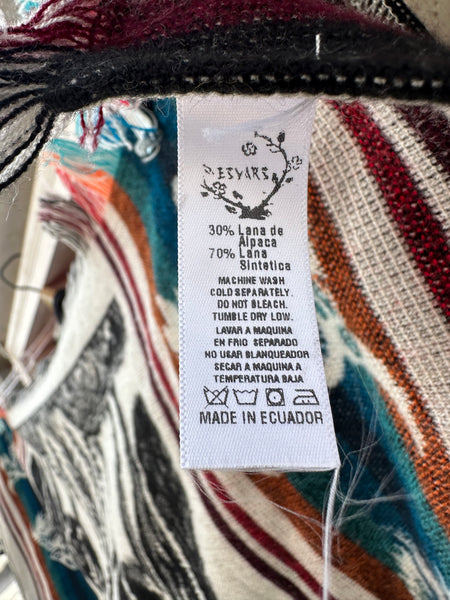 ESYARS
30% Lana de
Alpaca
70% Lana
Sintetica
MACHINE WASH
COLD SEPARATELY.
DO NOT BLEACH.
TUMBLE DRY LOW.
LAVAR A MAQUINA
EN FRIO SEPARADO
NO USAR BLANQUEADOR
SECAR A MAQUINA A
TEMPERATURA BAJA
MADE IN ECUADOR